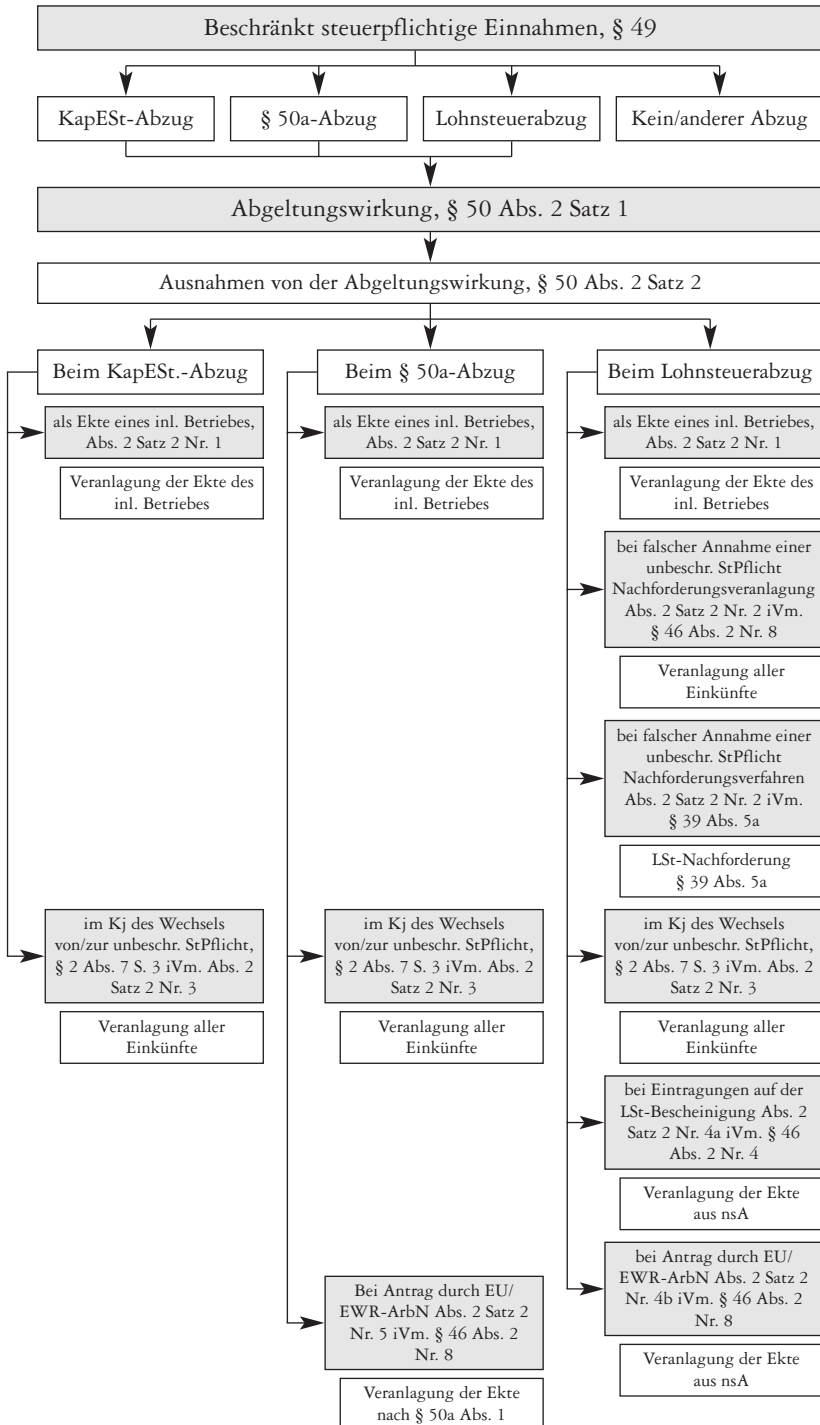 Beschränkt steuerpflichtige Einnahmen, § 49
KapESt-Abzug
§ 50a-Abzug
Lohnsteuerabzug
Kein/anderer Abzug
Abgeltungswirkung, § 50 Abs. 2 Satz 1
Ausnahmen von der Abgeltungswirkung, § 50 Abs. 2 Satz 2
Beim KapESt.-Abzug
als Ekte eines inl. Betriebes,
Abs. 2 Satz 2 Nr. 1
Veranlagung der Ekte des
inl. Betriebes
im Kj des Wechsels
von/zur unbeschr. StPflicht,
§ 2 Abs. 7 S. 3 iVm. Abs. 2
Satz 2 Nr. 3
Veranlagung aller
Einkünfte
Beim § 50a-Abzug
als Ekte eines inl. Betriebes,
Abs. 2 Satz 2 Nr. 1
Veranlagung der Ekte des
inl. Betriebes
im Kj des Wechsels
von/zur unbeschr. StPflicht,
§ 2 Abs. 7 S. 3 iVm. Abs. 2
Satz 2 Nr. 3
Veranlagung aller
Einkünfte
Bei Antrag durch EU/
EWR-ArbN Abs. 2 Satz 2
Nr. 5 iVm. § 46 Abs. 2
Nr. 8
Veranlagung der Ekte
nach § 50a Abs. 1
Beim Lohnsteuerabzug
als Ekte eines inl. Betriebes,
Abs. 2 Satz 2 Nr. 1
Veranlagung der Ekte des
inl. Betriebes
bei falscher Annahme einer
unbeschr. StPflicht
Nachforderungsveranlagung
Abs. 2 Satz 2 Nr. 2 iVm.
§ 46 Abs. 2 Nr. 8
Veranlagung aller
Einkünfte
bei falscher Annahme einer
unbeschr. StPflicht
Nachforderungsverfahren
Abs. 2 Satz 2 Nr. 2 iVm.
§ 39 Abs. 5a
LSt-Nachforderung
§ 39 Abs. 5a
im Kj des Wechsels
von/zur unbeschr. StPflicht,
§ 2 Abs. 7 S. 3 iVm. Abs. 2
Satz 2 Nr. 3
Veranlagung aller
Einkünfte
bei Eintragungen auf der
LSt-Bescheinigung Abs. 2
Satz 2 Nr. 4a iVm. § 46
Abs. 2 Nr. 4
Veranlagung der Ekte
aus nsA
bei Antrag durch EU/
EWR-ArbN Abs. 2 Satz 2
Nr. 4b iVm. § 46 Abs. 2
Nr. 8
Veranlagung der Ekte
aus nsA